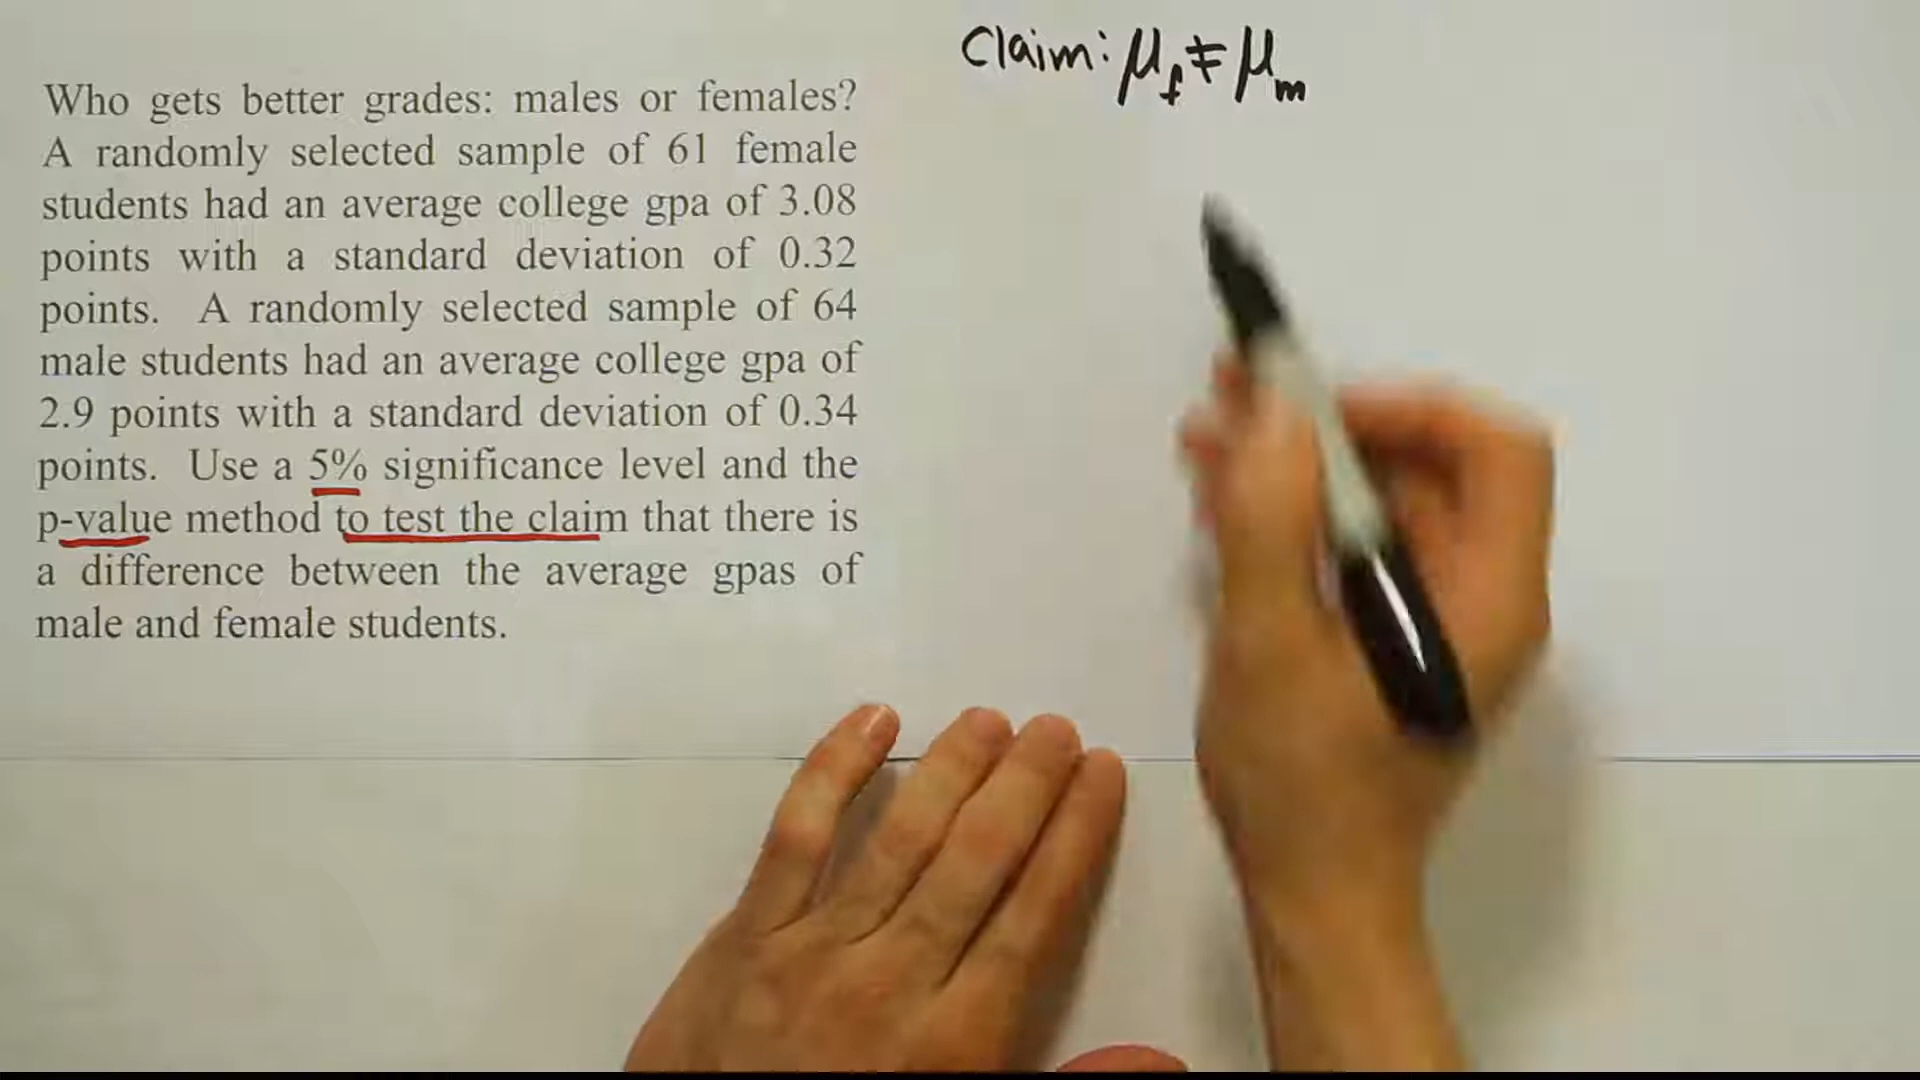 Who gets better grades: males or females?
A randomly selected sample of 61 female
students had an average college gpa of 3.08
points with a standard deviation of 0.32
points. A randomly selected sample of 64
male students had an average college gpa of
2.9 points with a standard deviation of 0.34
points. Use a 5% significance level and the
p-value method to test the claim that there is
a difference between the average gpas of
male and female students.
Claim: μf ≠ μm